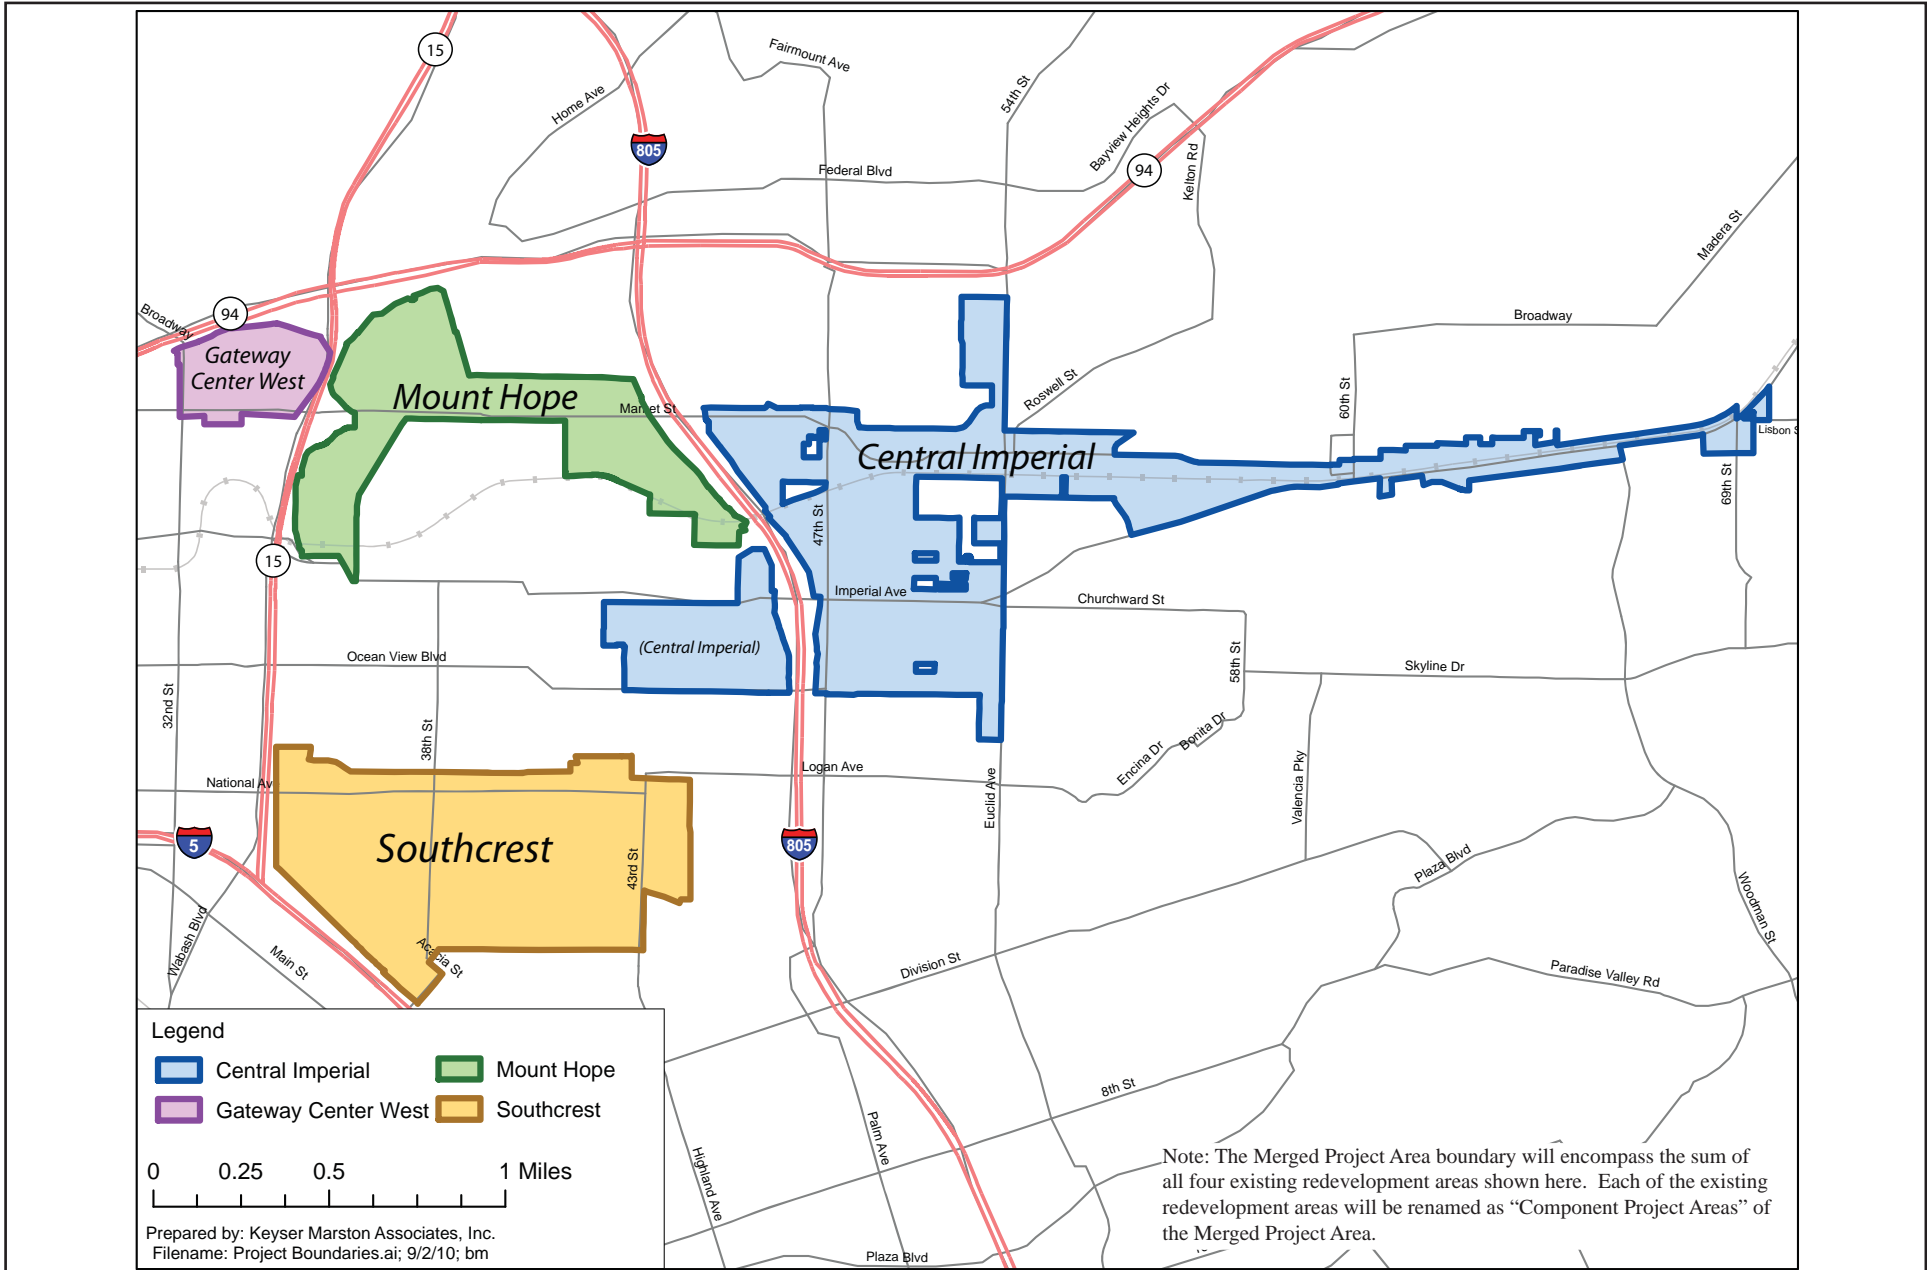 15
Fairmount Ave
Home Ave
54th St
805
Bayview Heights Dr
94
Kelton Rd
Federal Blvd
Madera St
Broadway
94
Broadway
Gateway
Center West
Mount Hope
Market St
Roswell St
60th St
Lisbon S
Central Imperial
69th St
47th St
15
Imperial Ave
Churchward St
(Central Imperial)
Ocean View Blvd
58th St
Skyline Dr
32nd St
38th St
Bonita Dr
Encina Dr
Valencia Pky
Logan Ave
National Av
Euclid Ave
5
Southcrest
805
43rd St
Plaza Blvd
Woodman St
Wabash Blvd
Main St
Acacia St
Division St
Paradise Valley Rd
8th St
Palm Ave
Highland Ave
Plaza Blvd
Legend
Central Imperial
Mount Hope
Gateway Center West
Southcrest
0 0.25 0.5 1 Miles
Prepared by: Keyser Marston Associates, Inc.
Filename: Project Boundaries.ai; 9/2/10; bm
Note: The Merged Project Area boundary will encompass the sum of
all four existing redevelopment areas shown here. Each of the existing
redevelopment areas will be renamed as “Component Project Areas” of
the Merged Project Area.